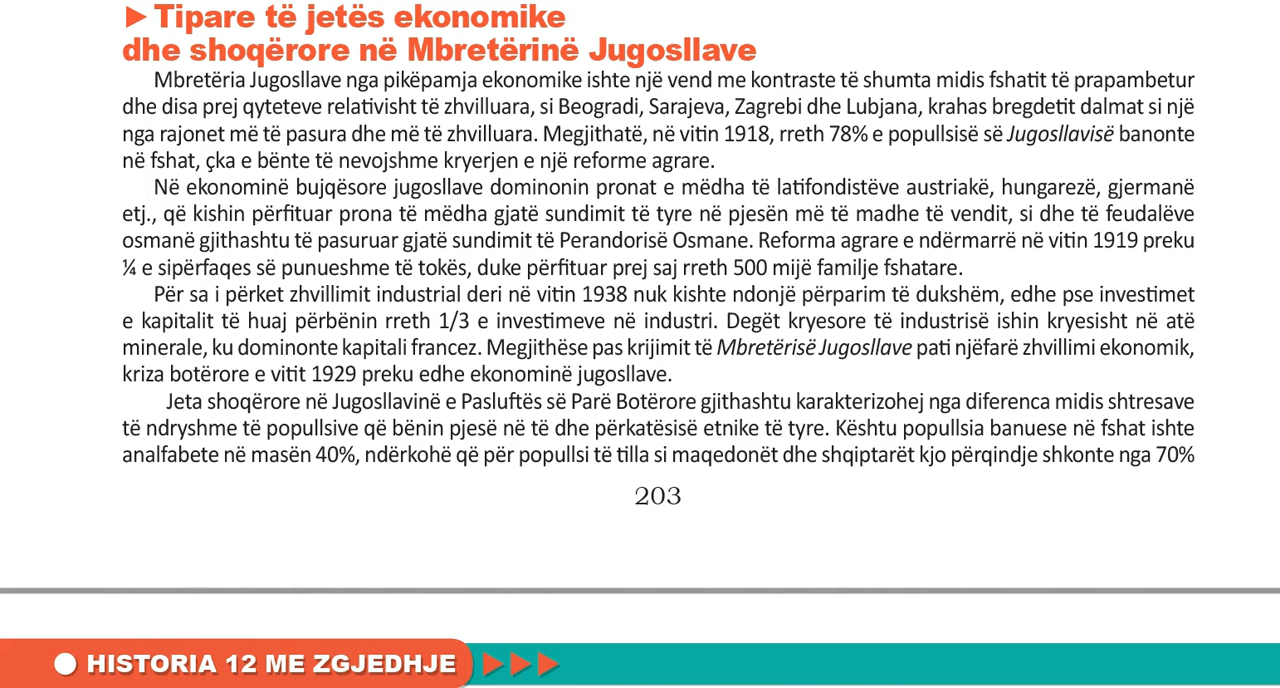 ►Tipare të jetës ekonomike
dhe shoqërore në Mbretërinë Jugosllave
Mbretëria Jugosllave nga pikëpamja ekonomike ishte një vend me kontraste të shumta midis fshatit të prapambetur
dhe disa prej qyteteve relativisht të zhvilluara, si Beogradi, Sarajeva, Zagrebi dhe Lubjana, krahas bregdetit dalmat si një
nga rajonet më të pasura dhe më të zhvilluara. Megjithatë, në vitin 1918, rreth 78% e popullsisë së Jugosllavisë banonte
në fshat, çka e bënte të nevojshme kryerjen e një reforme agrare.
Në ekonominë bujqësore jugosllave dominonin pronat e mëdha të latifondistëve austriakë, hungarezë, gjermanë
etj., që kishin përfituar prona të mëdha gjatë sundimit të tyre në pjesën më të madhe të vendit, si dhe të feudalëve
osmanë gjithashtu të pasuruar gjatë sundimit të Perandorisë Osmane. Reforma agrare e ndërmarrë në vitin 1919 preku
¼ e sipërfaqes së punueshme të tokës, duke përfituar prej saj rreth 500 mijë familje fshatare.
Për sa i përket zhvillimit industrial deri në vitin 1938 nuk kishte ndonjë përparim të dukshëm, edhe pse investimet
e kapitalit të huaj përbënin rreth 1/3 e investimeve në industri. Degët kryesore të industrisë ishin kryesisht në atë
minerale, ku dominonte kapitali francez. Megjithëse pas krijimit të Mbretërisë Jugosllave pati njëfarë zhvillimi ekonomik,
kriza botërore e vitit 1929 preku edhe ekonominë jugosllave.
Jeta shoqërore në Jugosllavinë e Pasluftës së Parë Botërore gjithashtu karakterizohej nga diferenca midis shtresave
të ndryshme të popullsive që bënin pjesë në të dhe përkatësisë etnike të tyre. Kështu popullsia banuese në fshat ishte
analfabete në masën 40%, ndërkohë që për popullsi të tilla si maqedonët dhe shqiptarët kjo përqindje shkonte nga 70%
203
HISTORIA 12 ME ZGJEDHJE